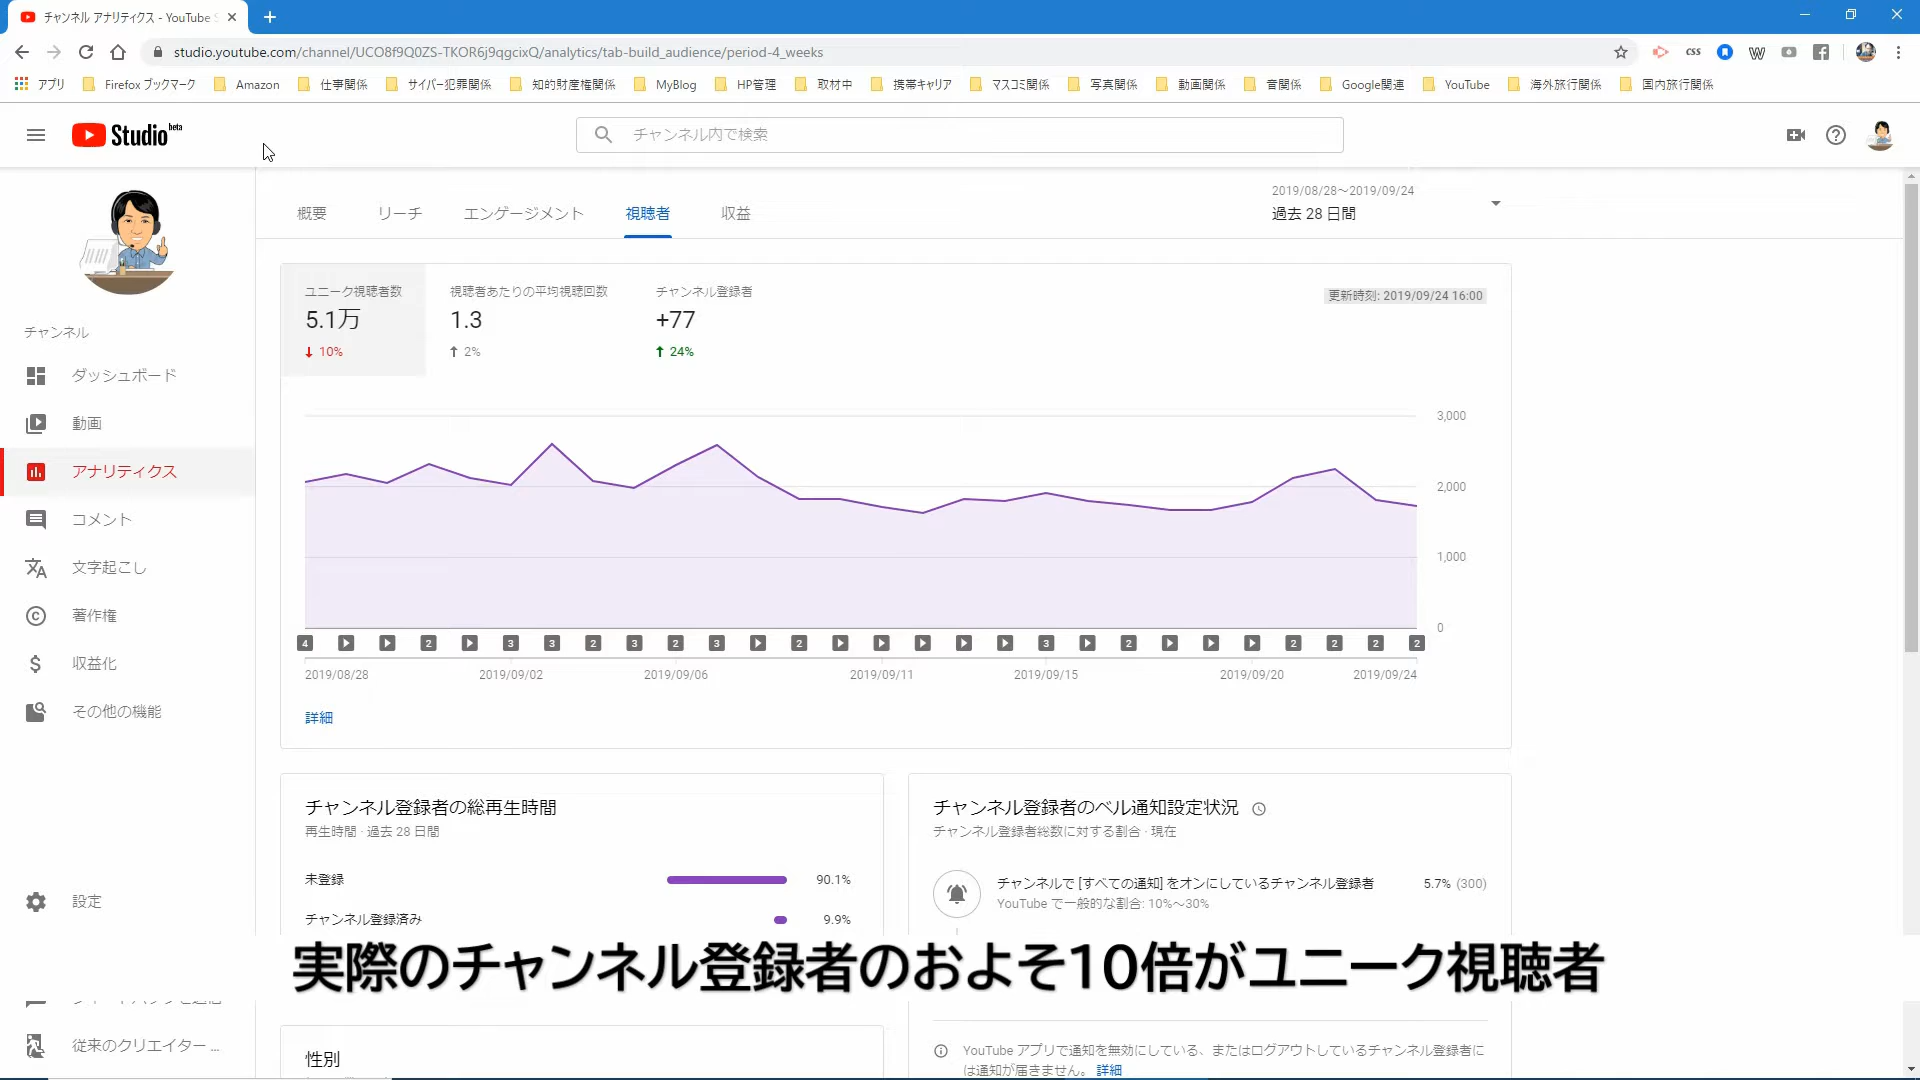 チャンネル アナリティクス - YouTube S
studio.youtube.com/channel/UCO8f9Q0ZS-TKOR6j9qgcixQ/analytics/tab-build_audience/period-4_weeks
アプリ Firefox ブックマーク Amazon 仕事関係 サイバー犯罪関係 知的財産権関係 MyBlog HP管理 取材中 携帯キャリア マスコミ関係 写真関係 動画関係 音関係 Google関連 YouTube 海外旅行関係 国内旅行関係
Studio beta
チャンネル内で検索
概要 リーチ エンゲージメント 視聴者 収益
2019/08/28～2019/09/24
過去 28 日間
チャンネル
ダッシュボード
動画
アナリティクス
コメント
文字起こし
著作権
収益化
その他の機能
設定
従来のクリエイター ...
ユニーク視聴者数 視聴者あたりの平均視聴回数 チャンネル登録者
5.1万 1.3 +77
10% 2% 24%
更新時刻: 2019/09/24 16:00
3,000
2,000
1,000
0
4 2 3 3 2 3 2 3 2 3 2 2 2 2 2
2019/08/28 2019/09/02 2019/09/06 2019/09/11 2019/09/15 2019/09/20 2019/09/24
詳細
チャンネル登録者の総再生時間
再生時間 · 過去 28 日間
未登録 90.1%
チャンネル登録済み 9.9%
チャンネル登録者のベル通知設定状況
チャンネル登録者総数に対する割合 · 現在
チャンネルで [すべての通知] をオンにしているチャンネル登録者 5.7% (300)
YouTube で一般的な割合: 10%～30%
実際のチャンネル登録者のおよそ10倍がユニーク視聴者
性別
YouTube アプリで通知を無効にしている、またはログアウトしているチャンネル登録者に
は通知が届きません。 詳細